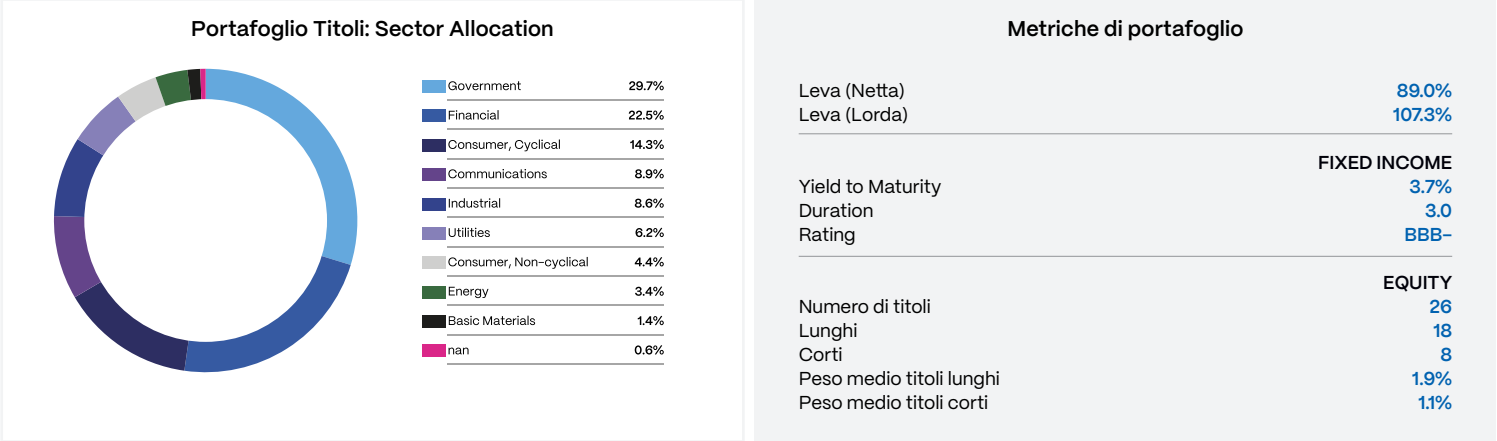 Portafoglio Titoli: Sector Allocation
Government 29.7%
Financial 22.5%
Consumer, Cyclical 14.3%
Communications 8.9%
Industrial 8.6%
Utilities 6.2%
Consumer, Non-cyclical 4.4%
Energy 3.4%
Basic Materials 1.4%
nan 0.6%
Metriche di portafoglio
Leva (Netta) 89.0%
Leva (Lorda) 107.3%
FIXED INCOME
Yield to Maturity 3.7%
Duration 3.0
Rating BBB-
EQUITY
Numero di titoli 26
Lunghi 18
Corti 8
Peso medio titoli lunghi 1.9%
Peso medio titoli corti 1.1%